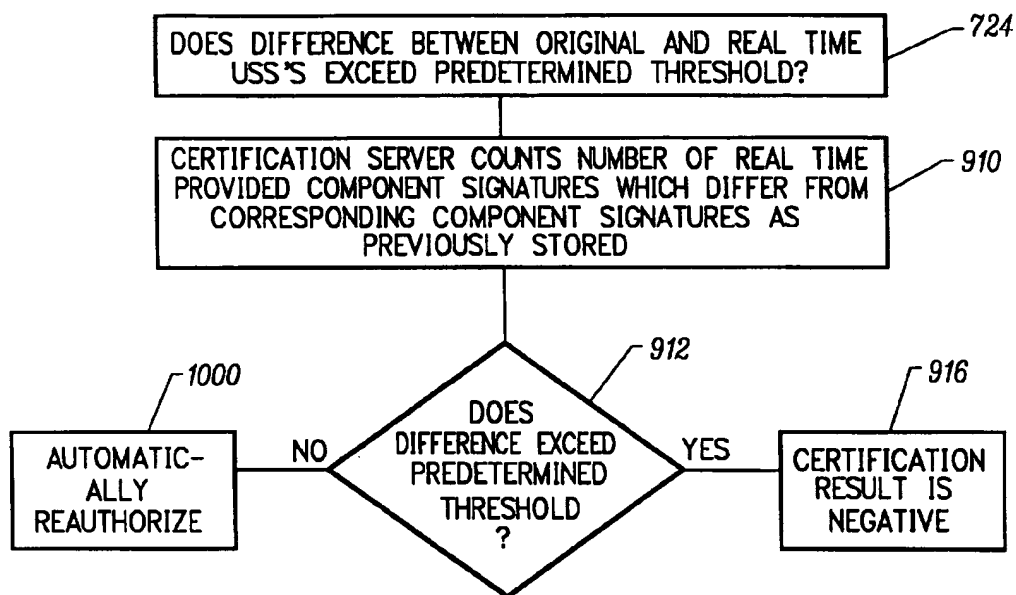 DOES DIFFERENCE BETWEEN ORIGINAL AND REAL TIME
USS'S EXCEED PREDETERMINED THRESHOLD?
724
CERTIFICATION SERVER COUNTS NUMBER OF REAL TIME
PROVIDED COMPONENT SIGNATURES WHICH DIFFER FROM
CORRESPONDING COMPONENT SIGNATURES AS
PREVIOUSLY STORED
910
912
DOES
DIFFERENCE EXCEED
PREDETERMINED
THRESHOLD
?
NO
YES
1000
AUTOMATIC-
ALLY
REAUTHORIZE
916
CERTIFICATION
RESULT IS
NEGATIVE